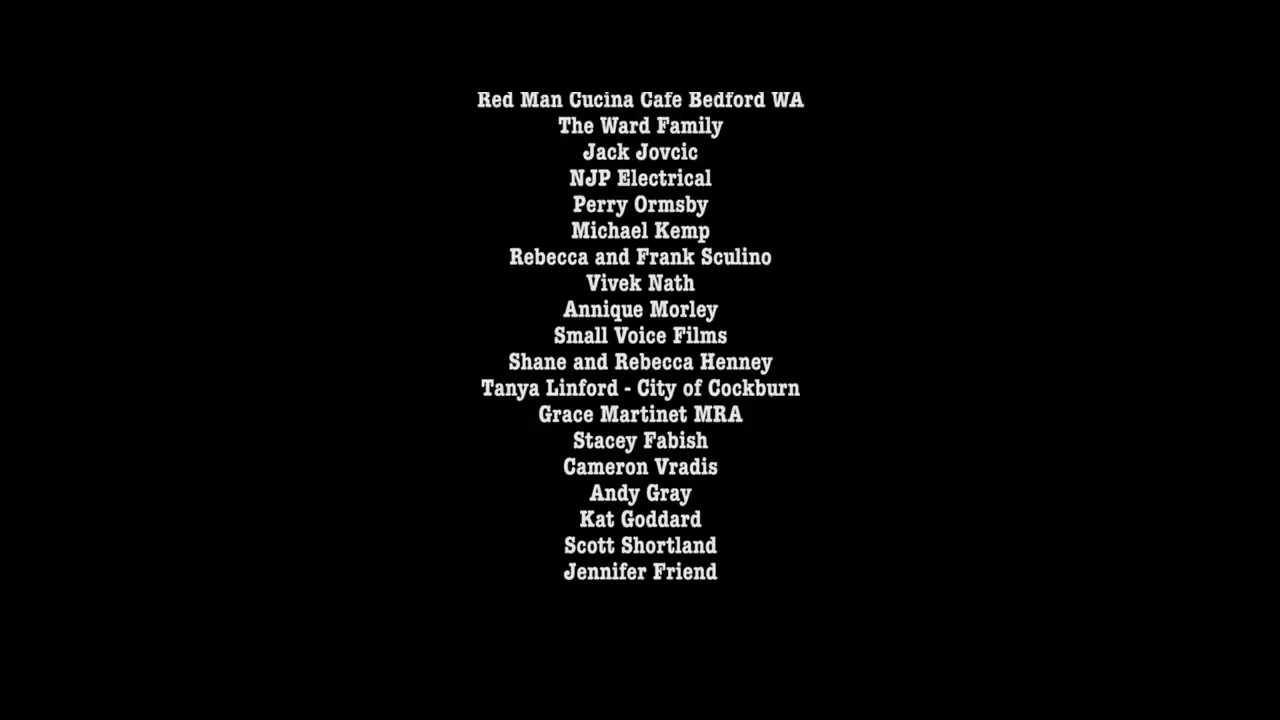 Red Man Cucina Cafe Bedford WA
The Ward Family
Jack Jovcic
NJP Electrical
Perry Ormsby
Michael Kemp
Rebecca and Frank Sculino
Vivek Nath
Annique Morley
Small Voice Films
Shane and Rebecca Henney
Tanya Linford - City of Cockburn
Grace Martinet MRA
Stacey Fabish
Cameron Vradis
Andy Gray
Kat Goddard
Scott Shortland
Jennifer Friend